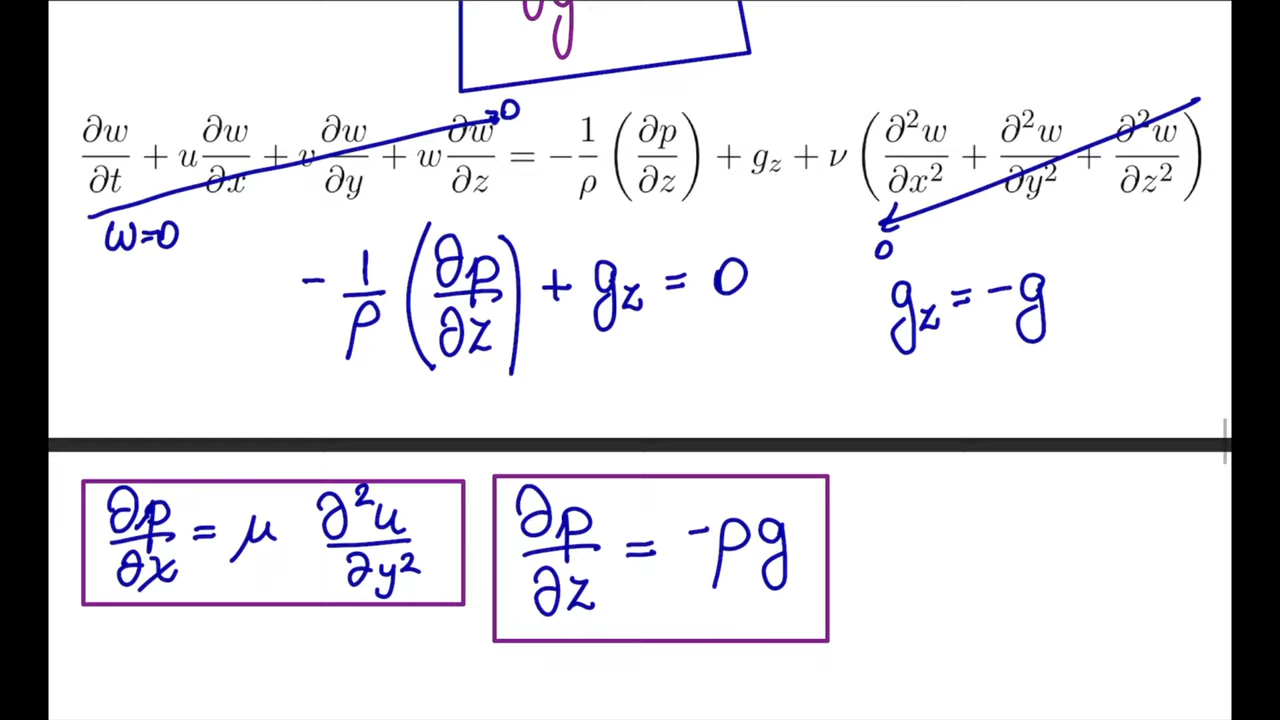 ∂w/∂t + u ∂w/∂x + v ∂w/∂y + w ∂w/∂z = −1/ρ (∂p/∂z) + g_z + ν (∂²w/∂x² + ∂²w/∂y² + ∂²w/∂z²)
0
w=0
0
− 1/ρ (∂p/∂z) + g_z = 0
g_z = −g
∂p/∂x = μ ∂²u/∂y²
∂p/∂z = −ρg